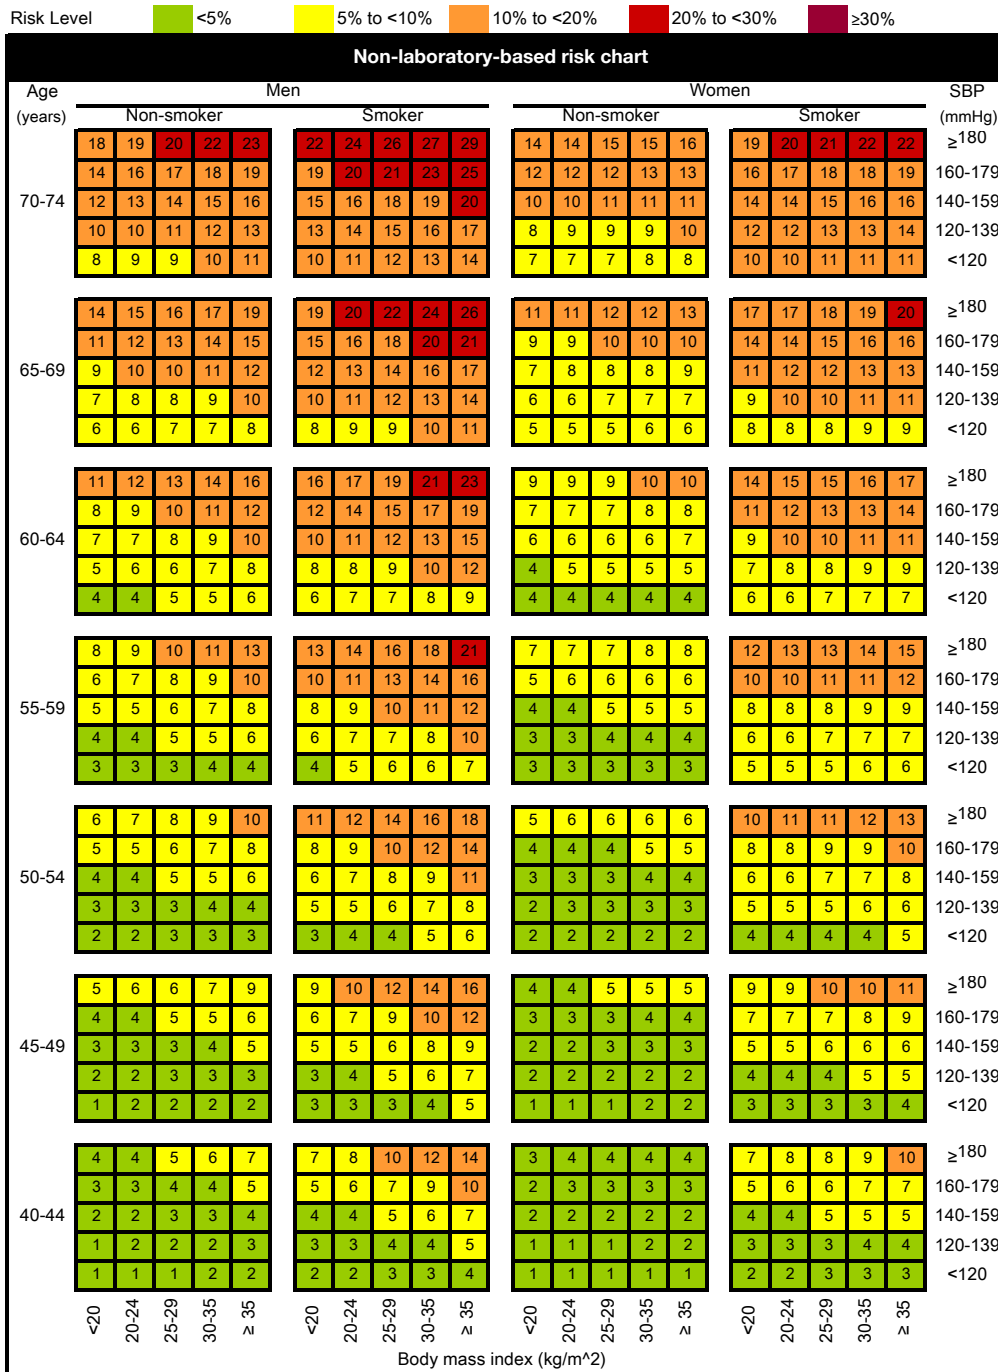 Risk Level <5% 5% to <10% 10% to <20% 20% to <30% ≥30%
Non-laboratory-based risk chart
Age Men Women SBP
(years) Non-smoker Smoker Non-smoker Smoker (mmHg)
18 19 20 22 23 22 24 26 27 29 14 14 15 15 16 19 20 21 22 22 ≥180
14 16 17 18 19 19 20 21 23 25 12 12 12 13 13 16 17 18 18 19 160-179
70-74 12 13 14 15 16 15 16 18 19 20 10 10 11 11 11 14 14 15 16 16 140-159
10 10 11 12 13 13 14 15 16 17 8 9 9 9 10 12 12 13 13 14 120-139
8 9 9 10 11 10 11 12 13 14 7 7 7 8 8 10 10 11 11 11 <120
14 15 16 17 19 19 20 22 24 26 11 11 12 12 13 17 17 18 19 20 ≥180
11 12 13 14 15 15 16 18 20 21 9 9 10 10 10 14 14 15 16 16 160-179
65-69 9 10 10 11 12 12 13 14 16 17 7 8 8 8 9 11 12 12 13 13 140-159
7 8 8 9 10 10 11 12 13 14 6 6 7 7 7 9 10 10 11 11 120-139
6 6 7 7 8 8 9 9 10 11 5 5 5 6 6 8 8 8 9 9 <120
11 12 13 14 16 16 17 19 21 23 9 9 9 10 10 14 15 15 16 17 ≥180
8 9 10 11 12 12 14 15 17 19 7 7 7 8 8 11 12 13 13 14 160-179
60-64 7 7 8 9 10 10 11 12 13 15 6 6 6 6 7 9 10 10 11 11 140-159
5 6 6 7 8 8 8 9 10 12 4 5 5 5 5 7 8 8 9 9 120-139
4 4 5 5 6 6 7 7 8 9 4 4 4 4 4 6 6 7 7 7 <120
8 9 10 11 13 13 14 16 18 21 7 7 7 8 8 12 13 13 14 15 ≥180
6 7 8 9 10 10 11 13 14 16 5 6 6 6 6 10 10 11 11 12 160-179
55-59 5 5 6 7 8 8 9 10 11 12 4 4 5 5 5 8 8 8 9 9 140-159
4 4 5 5 6 6 7 7 8 10 3 3 4 4 4 6 6 7 7 7 120-139
3 3 3 4 4 4 5 6 6 7 3 3 3 3 3 5 5 5 6 6 <120
6 7 8 9 10 11 12 14 16 18 5 6 6 6 6 10 11 11 12 13 ≥180
5 5 6 7 8 8 9 10 12 14 4 4 4 5 5 8 8 9 9 10 160-179
50-54 4 4 5 5 6 6 7 8 9 11 3 3 3 4 4 6 6 7 7 8 140-159
3 3 3 4 4 5 5 6 7 8 2 3 3 3 3 5 5 5 6 6 120-139
2 2 3 3 3 3 4 4 5 6 2 2 2 2 2 4 4 4 4 5 <120
5 6 6 7 9 9 10 12 14 16 4 4 5 5 5 9 9 10 10 11 ≥180
4 4 5 5 6 6 7 9 10 12 3 3 3 4 4 7 7 7 8 9 160-179
45-49 3 3 3 4 5 5 5 6 8 9 2 2 3 3 3 5 5 6 6 6 140-159
2 2 3 3 3 3 4 5 6 7 2 2 2 2 2 4 4 4 5 5 120-139
1 2 2 2 2 3 3 3 4 5 1 1 1 2 2 3 3 3 3 4 <120
4 4 5 6 7 7 8 10 12 14 3 4 4 4 4 7 8 8 9 10 ≥180
3 3 4 4 5 5 6 7 9 10 2 3 3 3 3 5 6 6 7 7 160-179
40-44 2 2 3 3 4 4 4 5 6 7 2 2 2 2 2 4 4 5 5 5 140-159
1 2 2 2 3 3 3 4 4 5 1 1 1 2 2 3 3 3 4 4 120-139
1 1 1 2 2 2 2 3 3 4 1 1 1 1 1 2 2 3 3 3 <120
<20 20-24 25-29 30-35 ≥ 35 <20 20-24 25-29 30-35 ≥ 35 <20 20-24 25-29 30-35 ≥ 35 <20 20-24 25-29 30-35 ≥ 35
Body mass index (kg/m^2)